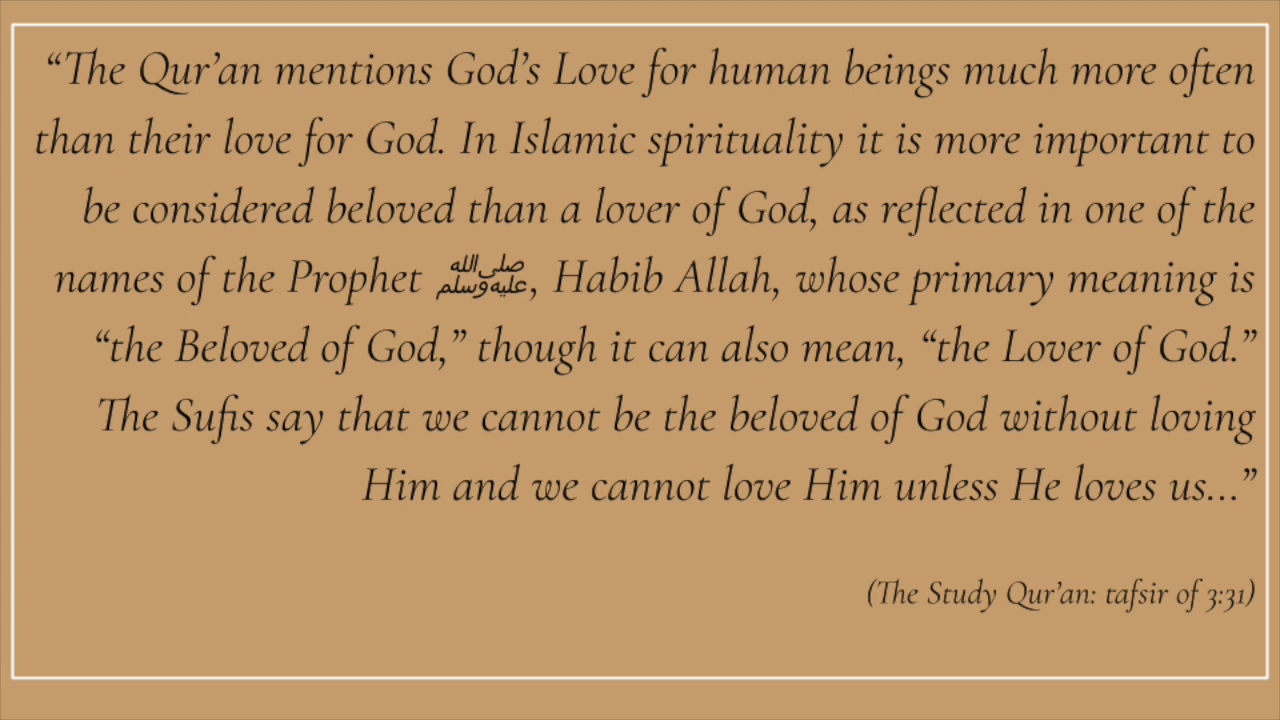 “The Qur’an mentions God’s Love for human beings much more often
than their love for God. In Islamic spirituality it is more important to
be considered beloved than a lover of God, as reflected in one of the
names of the Prophet ﷺ, Habib Allah, whose primary meaning is
“the Beloved of God,” though it can also mean, “the Lover of God.”
The Sufis say that we cannot be the beloved of God without loving
Him and we cannot love Him unless He loves us...”
(The Study Qur’an: tafsir of 3:31)